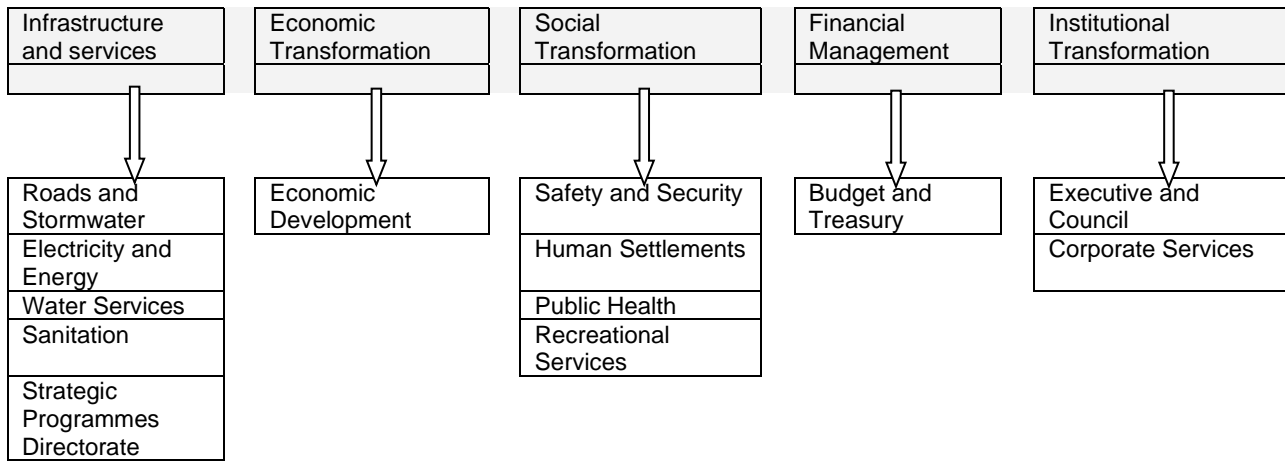 Infrastructure
and services
Economic
Transformation
Social
Transformation
Financial
Management
Institutional
Transformation
Roads and
Stormwater
Electricity and
Energy
Water Services
Sanitation
Strategic
Programmes
Directorate
Economic
Development
Safety and Security
Human Settlements
Public Health
Recreational
Services
Budget and
Treasury
Executive and
Council
Corporate Services